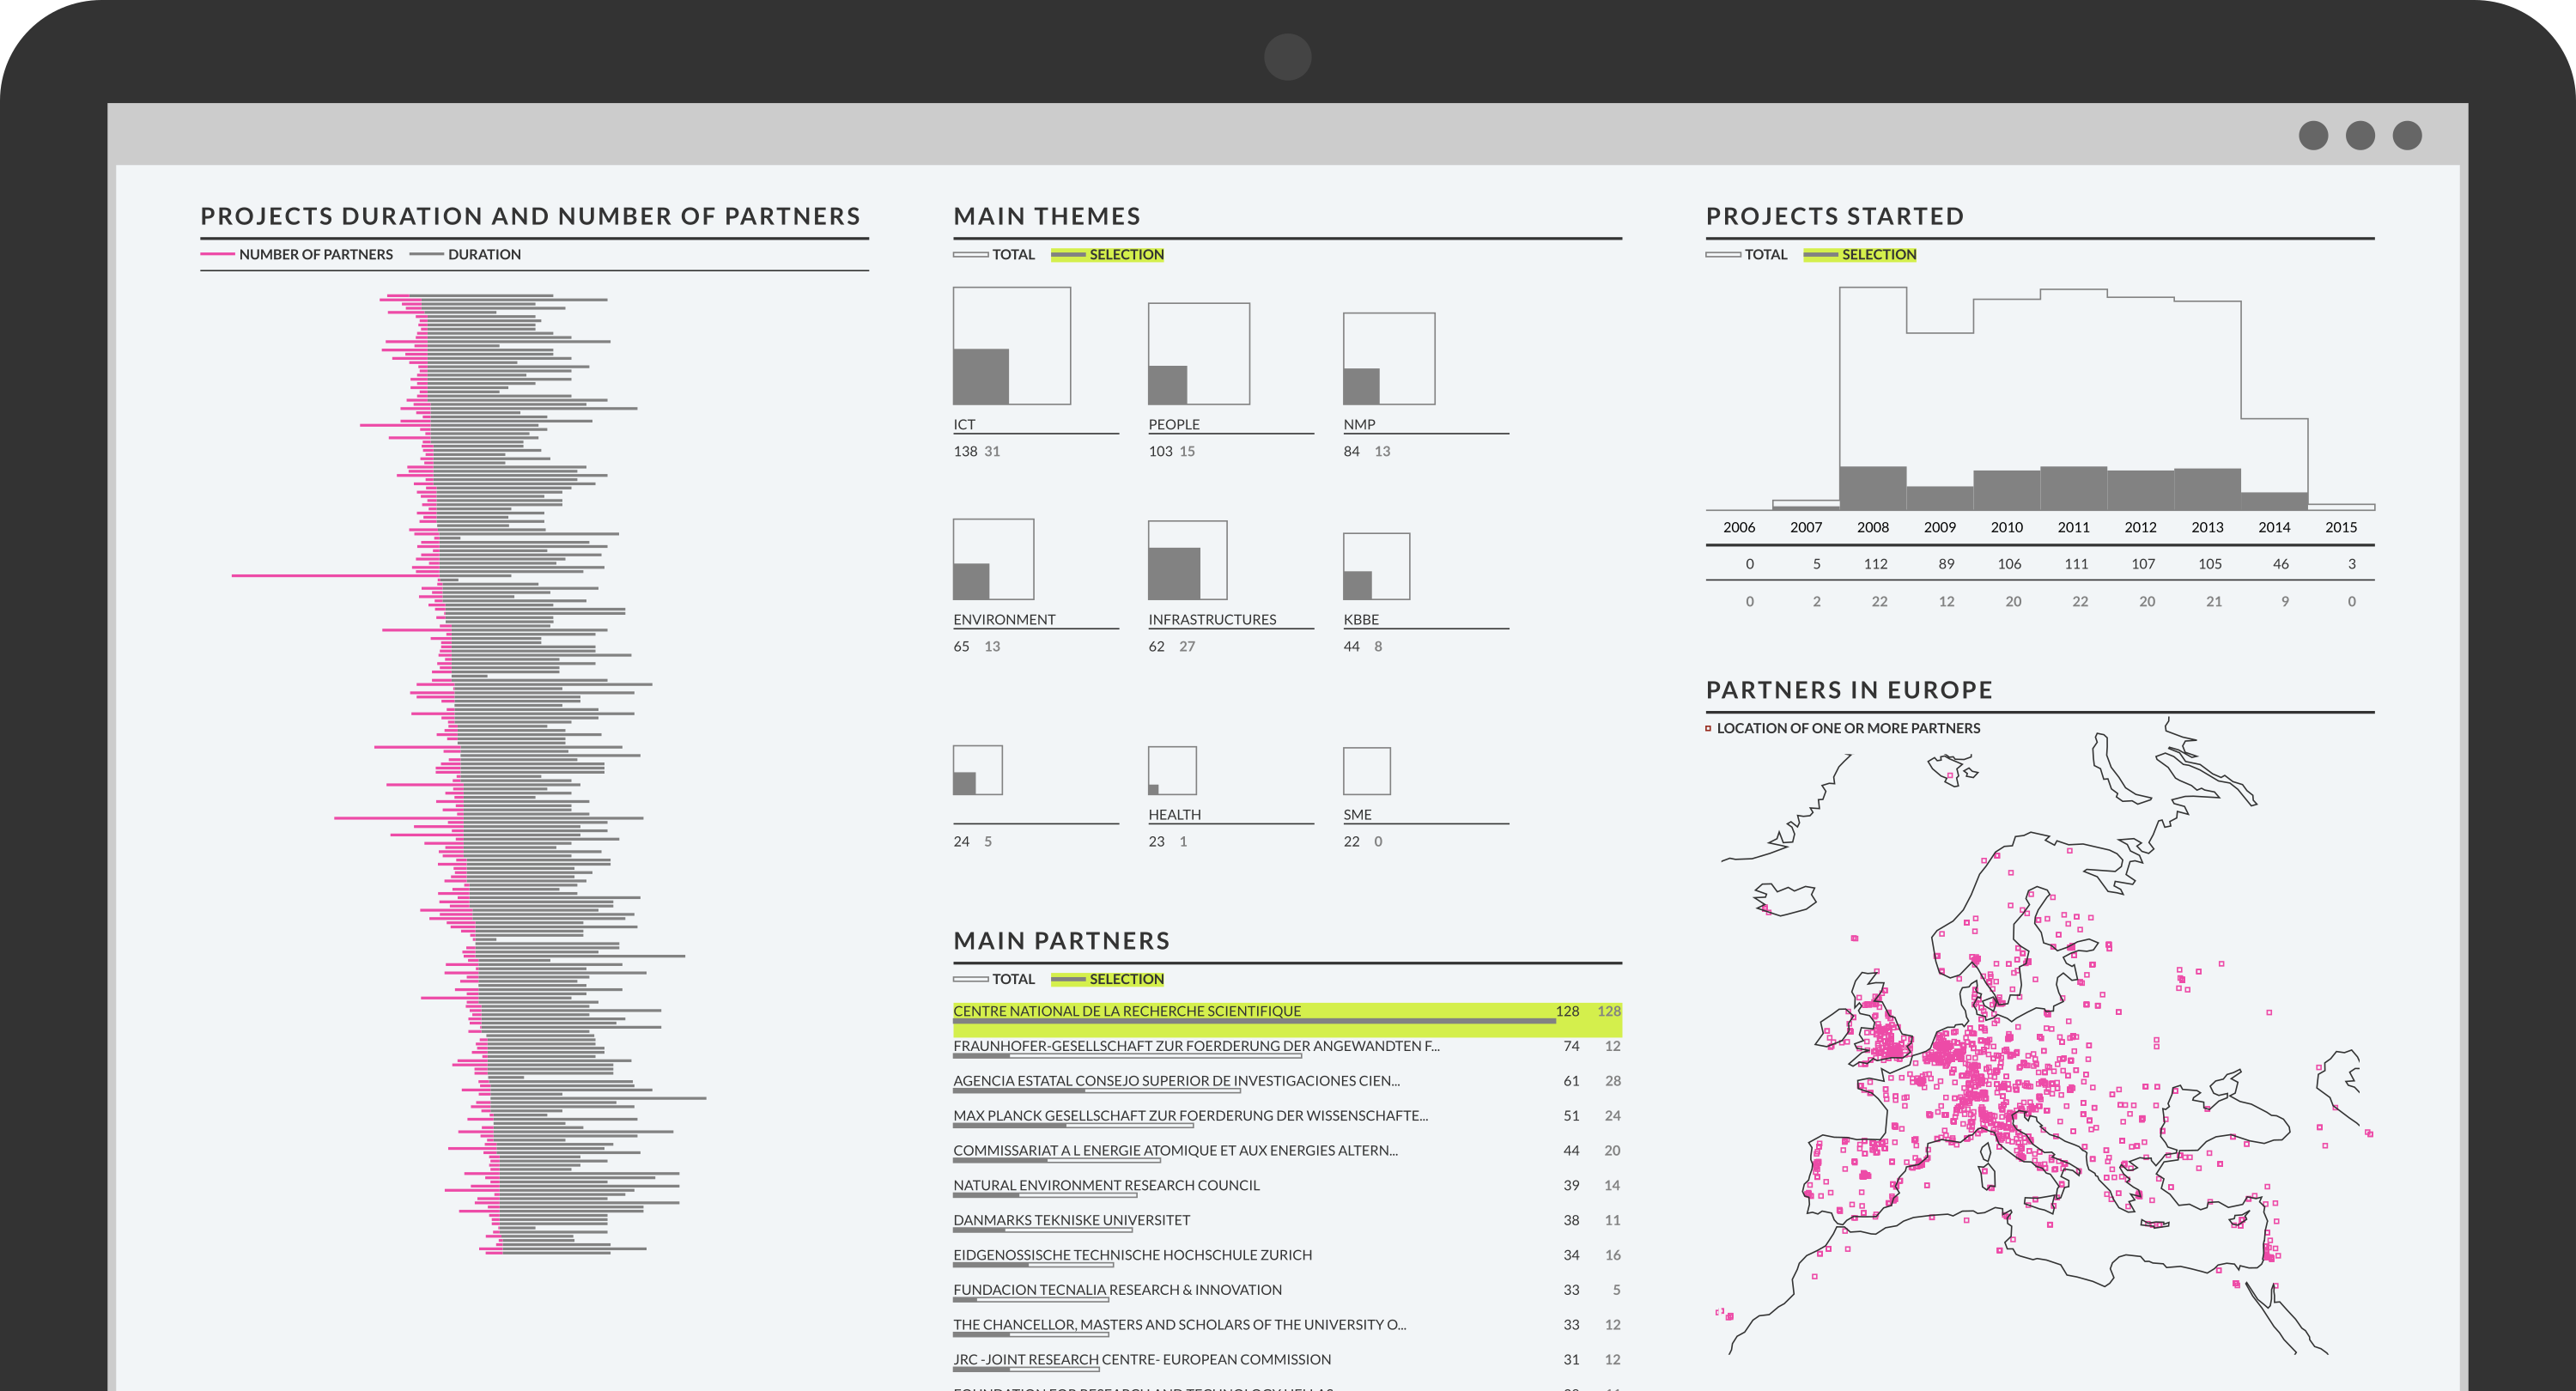 PROJECTS DURATION AND NUMBER OF PARTNERS
NUMBER OF PARTNERS DURATION
MAIN THEMES
TOTAL SELECTION
ICT PEOPLE NMP
138 31 103 15 84 13
ENVIRONMENT INFRASTRUCTURES KBBE
65 13 62 27 44 8
HEALTH SME
24 5 23 1 22 0
MAIN PARTNERS
TOTAL SELECTION
CENTRE NATIONAL DE LA RECHERCHE SCIENTIFIQUE 128 128
FRAUNHOFER-GESELLSCHAFT ZUR FOERDERUNG DER ANGEWANDTEN F... 74 12
AGENCIA ESTATAL CONSEJO SUPERIOR DE INVESTIGACIONES CIEN... 61 28
MAX PLANCK GESELLSCHAFT ZUR FOERDERUNG DER WISSENSCHAFTE... 51 24
COMMISSARIAT A L ENERGIE ATOMIQUE ET AUX ENERGIES ALTERN... 44 20
NATURAL ENVIRONMENT RESEARCH COUNCIL 39 14
DANMARKS TEKNISKE UNIVERSITET 38 11
EIDGENOSSISCHE TECHNISCHE HOCHSCHULE ZURICH 34 16
FUNDACION TECNALIA RESEARCH & INNOVATION 33 5
THE CHANCELLOR, MASTERS AND SCHOLARS OF THE UNIVERSITY O... 33 12
JRC -JOINT RESEARCH CENTRE- EUROPEAN COMMISSION 31 12
PROJECTS STARTED
TOTAL SELECTION
2006 2007 2008 2009 2010 2011 2012 2013 2014 2015
0 5 112 89 106 111 107 105 46 3
0 2 22 12 20 22 20 21 9 0
PARTNERS IN EUROPE
LOCATION OF ONE OR MORE PARTNERS